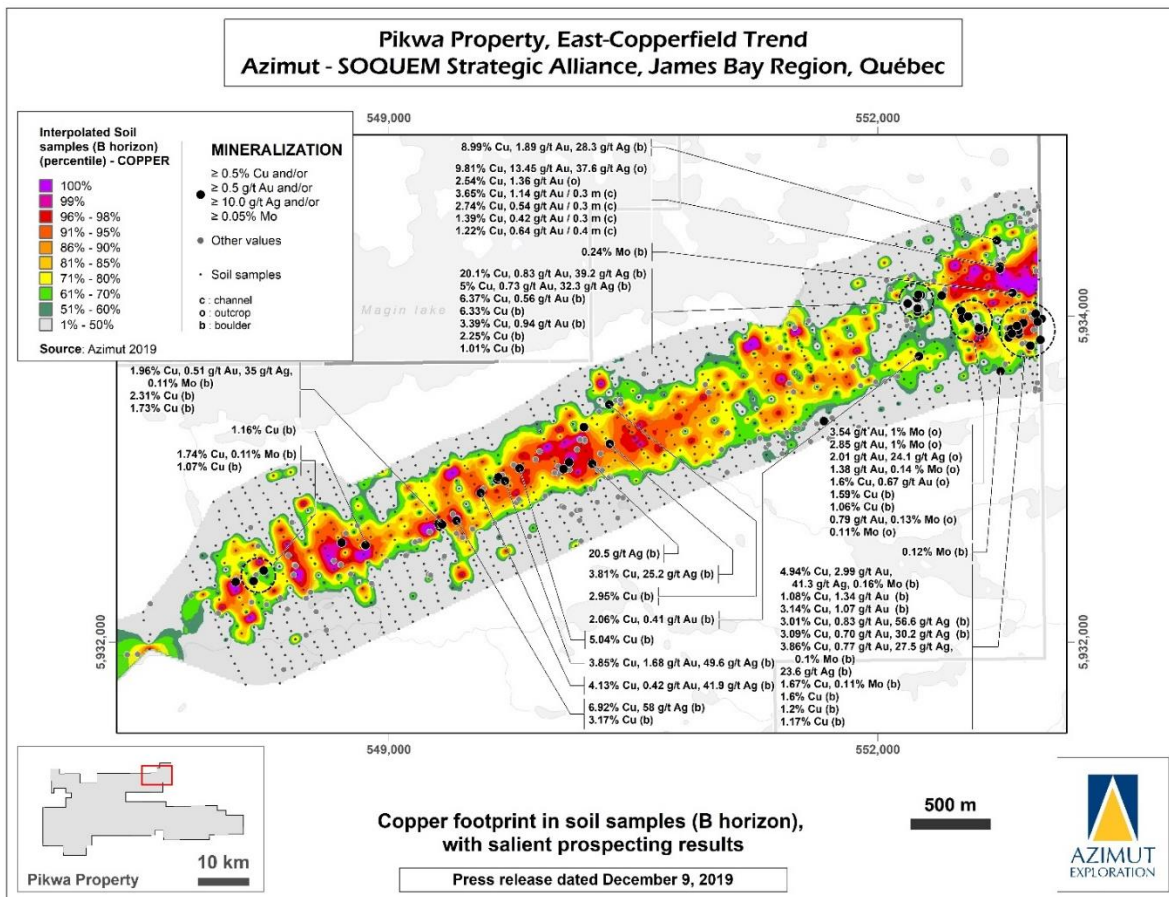 Pikwa Property, East-Copperfield Trend
Azimut - SOQUEM Strategic Alliance, James Bay Region, Québec
549,000
552,000
Interpolated Soil
samples (B horizon)
(percentile) - COPPER
100%
99%
96% - 98%
91% - 95%
86% - 90%
81% - 85%
71% - 80%
61% - 70%
51% - 60%
1% - 50%
Source: Azimut 2019
MINERALIZATION
≥ 0.5% Cu and/or
≥ 0.5 g/t Au and/or
≥ 10.0 g/t Ag and/or
≥ 0.05% Mo
Other values
Soil samples
c : channel
o : outcrop
b : boulder
8.99% Cu, 1.89 g/t Au, 28.3 g/t Ag (b)
9.81% Cu, 13.45 g/t Au, 37.6 g/t Ag (o)
2.54% Cu, 1.36 g/t Au (o)
3.65% Cu, 1.14 g/t Au / 0.3 m (c)
2.74% Cu, 0.54 g/t Au / 0.3 m (c)
1.39% Cu, 0.42 g/t Au / 0.3 m (c)
1.22% Cu, 0.64 g/t Au / 0.4 m (c)
0.24% Mo (b)
20.1% Cu, 0.83 g/t Au, 39.2 g/t Ag (b)
5% Cu, 0.73 g/t Au, 32.3 g/t Ag (b)
6.37% Cu, 0.56 g/t Au (b)
6.33% Cu (b)
3.39% Cu, 0.94 g/t Au (b)
2.25% Cu (b)
1.01% Cu (b)
Magin lake
5,934,000
5,934,000
1.96% Cu, 0.51 g/t Au, 35 g/t Ag,
0.11% Mo (b)
2.31% Cu (b)
1.73% Cu (b)
1.16% Cu (b)
1.74% Cu, 0.11% Mo (b)
1.07% Cu (b)
3.54 g/t Au, 1% Mo (o)
2.85 g/t Au, 1% Mo (o)
2.01 g/t Au, 24.1 g/t Ag (o)
1.38 g/t Au, 0.14 % Mo (o)
1.6% Cu, 0.67 g/t Au (o)
1.59% Cu (b)
1.06% Cu (b)
0.79 g/t Au, 0.13% Mo (o)
0.11% Mo (o)
0.12% Mo (b)
20.5 g/t Ag (b)
3.81% Cu, 25.2 g/t Ag (b)
2.95% Cu (b)
2.06% Cu, 0.41 g/t Au (b)
5.04% Cu (b)
3.85% Cu, 1.68 g/t Au, 49.6 g/t Ag (b)
4.13% Cu, 0.42 g/t Au, 41.9 g/t Ag (b)
6.92% Cu, 58 g/t Ag (b)
3.17% Cu (b)
4.94% Cu, 2.99 g/t Au,
41.3 g/t Ag, 0.16% Mo (b)
1.08% Cu, 1.34 g/t Au (b)
3.14% Cu, 1.07 g/t Au (b)
3.01% Cu, 0.83 g/t Au, 56.6 g/t Ag (b)
3.09% Cu, 0.70 g/t Au, 30.2 g/t Ag (b)
3.86% Cu, 0.77 g/t Au, 27.5 g/t Ag,
0.1% Mo (b)
23.6 g/t Ag (b)
1.67% Cu, 0.11% Mo (b)
1.6% Cu (b)
1.2% Cu (b)
1.17% Cu (b)
5,932,000
5,932,000
549,000
552,000
10 km
Pikwa Property
Copper footprint in soil samples (B horizon),
with salient prospecting results
Press release dated December 9, 2019
500 m
AZIMUT
EXPLORATION